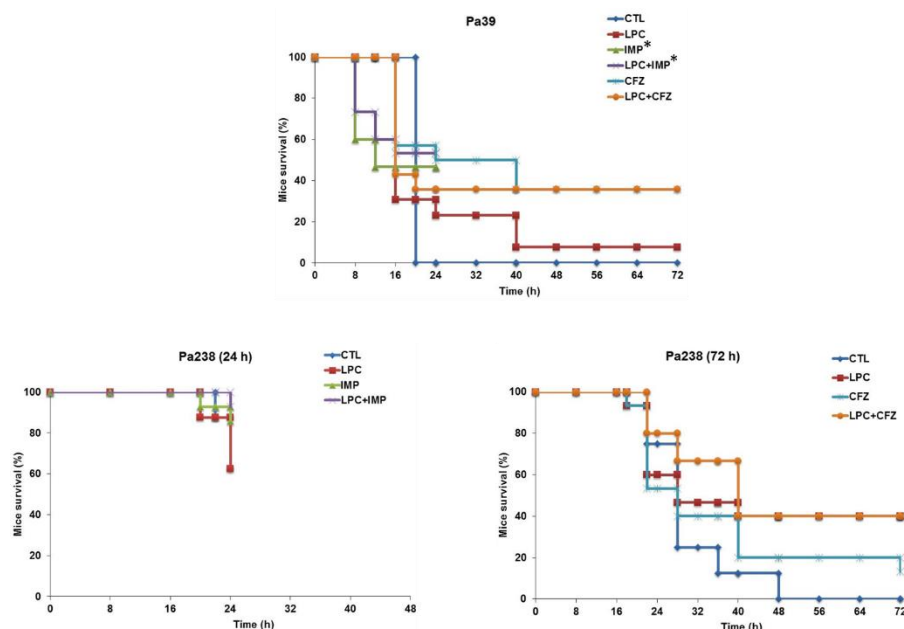 Pa39
CTL
LPC
IMP*
LPC+IMP*
CFZ
LPC+CFZ
Mice survival (%)
100
80
60
40
20
0
0 8 16 24 32 40 48 56 64 72
Time (h)
Pa238 (24 h)
CTL
LPC
IMP
LPC+IMP
Mice survival (%)
100
80
60
40
20
0
0 8 16 24 32 40 48
Time (h)
Pa238 (72 h)
CTL
LPC
CFZ
LPC+CFZ
Mice survival (%)
100
80
60
40
20
0
0 8 16 24 32 40 48 56 64 72
Time (h)